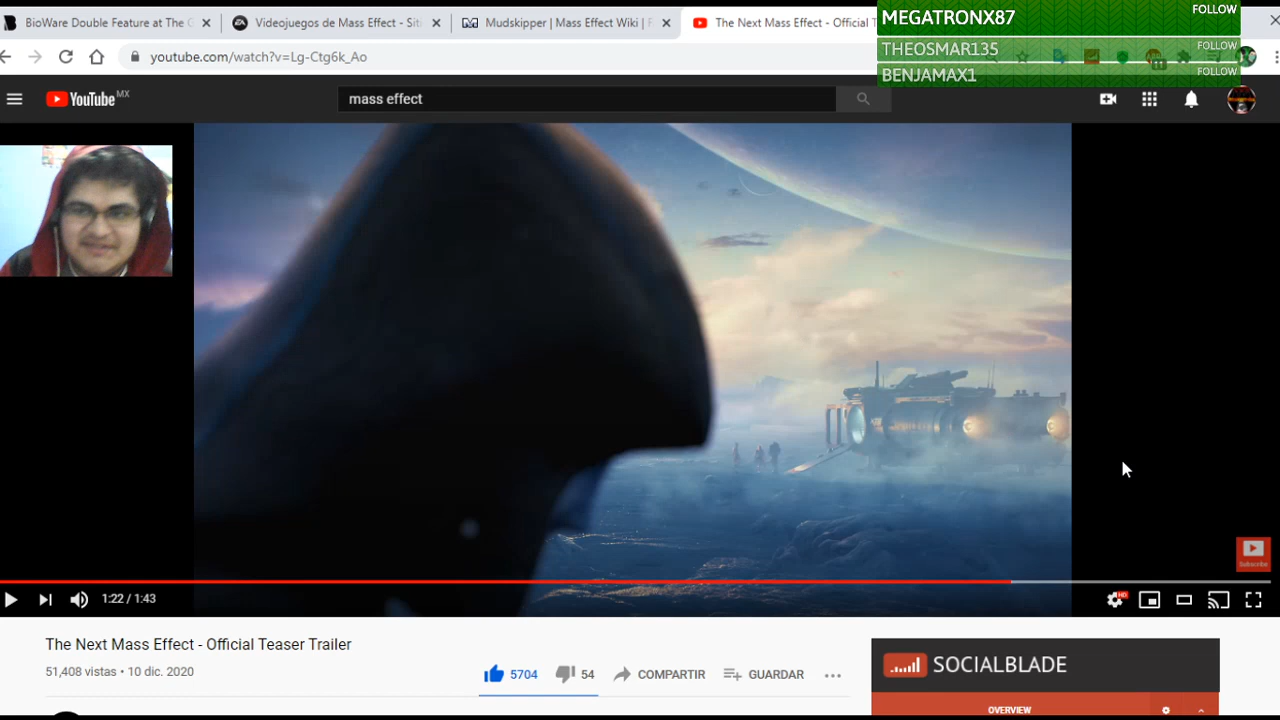 BioWare Double Feature at The G
Videojuegos de Mass Effect - Siti
Mudskipper | Mass Effect Wiki | F
The Next Mass Effect - Official T
MEGATRONX87 FOLLOW
THEOSMAR135 FOLLOW
BENJAMAX1 FOLLOW
youtube.com/watch?v=Lg-Ctg6k_Ao
11
YouTube MX
mass effect
Subscribe
1:22 / 1:43
HD
The Next Mass Effect - Official Teaser Trailer
51,408 vistas • 10 dic. 2020
5704
54
COMPARTIR
GUARDAR
SOCIALBLADE
OVERVIEW